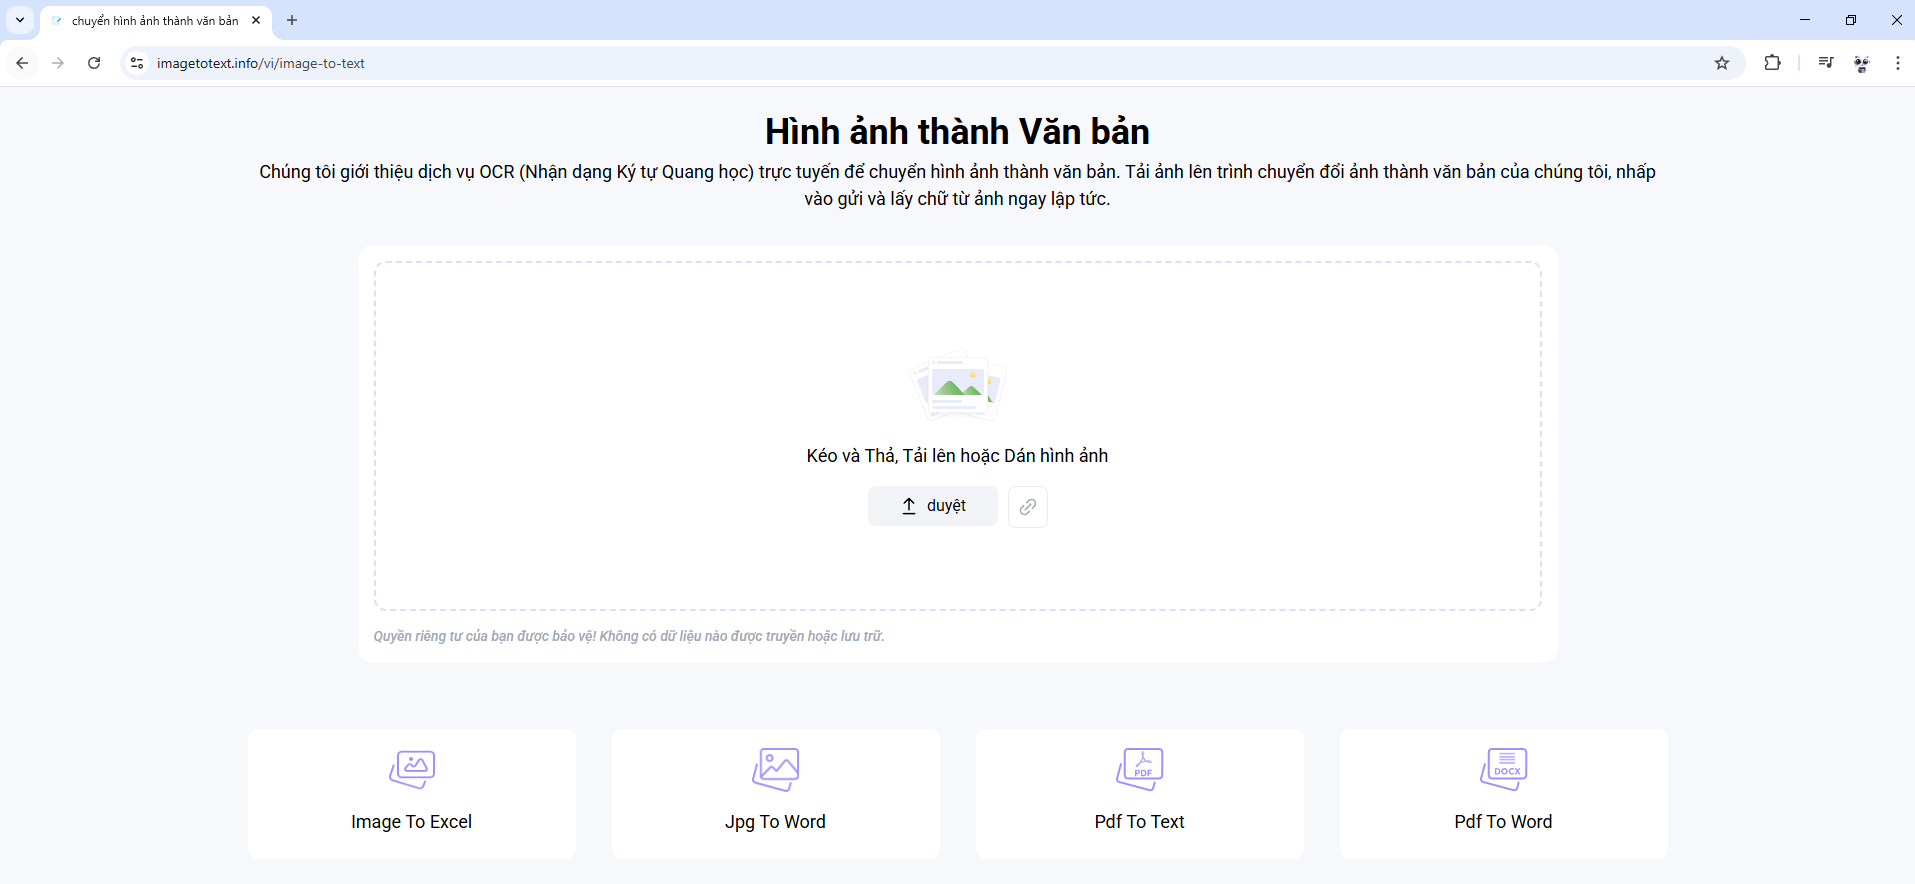 chuyển hình ảnh thành văn bản
imagetotext.info/vi/image-to-text
Hình ảnh thành Văn bản
Chúng tôi giới thiệu dịch vụ OCR (Nhận dạng Ký tự Quang học) trực tuyến để chuyển hình ảnh thành văn bản. Tải ảnh lên trình chuyển đổi ảnh thành văn bản của chúng tôi, nhấp
vào gửi và lấy chữ từ ảnh ngay lập tức.
Kéo và Thả, Tải lên hoặc Dán hình ảnh
duyệt
Quyền riêng tư của bạn được bảo vệ! Không có dữ liệu nào được truyền hoặc lưu trữ.
PDF
DOCX
Image To Excel
Jpg To Word
Pdf To Text
Pdf To Word